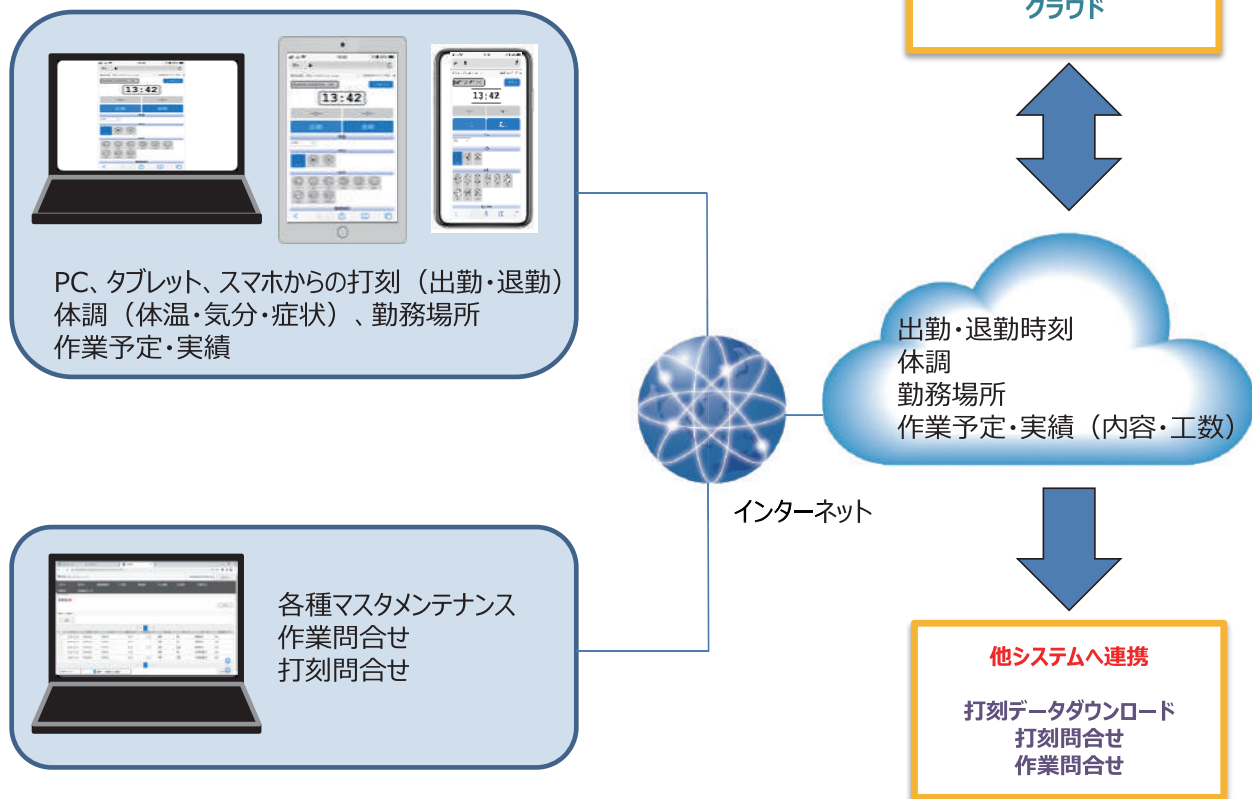 クラウド
13:42
13:42
13:42
PC、タブレット、スマホからの打刻（出勤・退勤）
体調（体温・気分・症状）、勤務場所
作業予定・実績
出勤・退勤時刻
体調
勤務場所
作業予定・実績（内容・工数）
インターネット
各種マスタメンテナンス
作業問合せ
打刻問合せ
他システムへ連携
打刻データダウンロード
打刻問合せ
作業問合せ